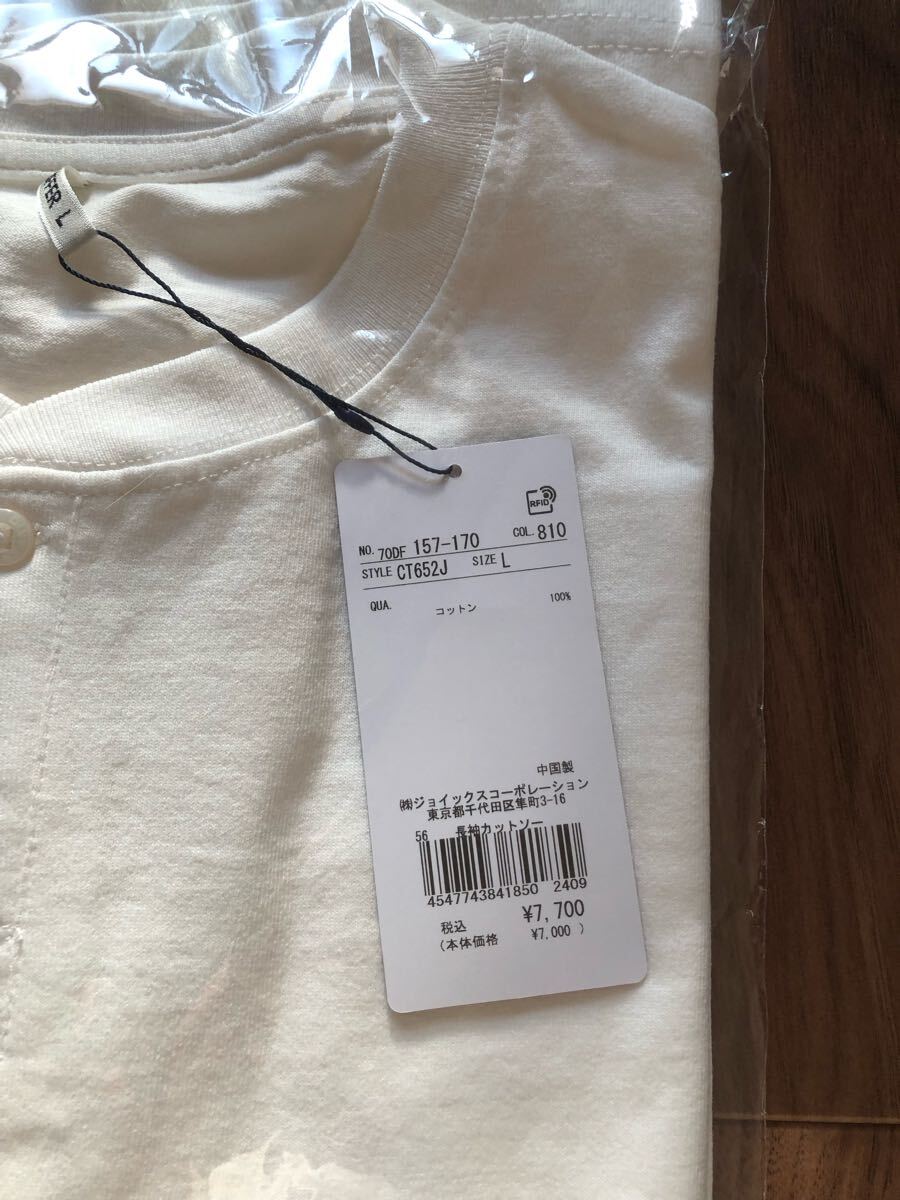 L
RFID
NO. 70DF 157-170 COL. 810
STYLE CT652J SIZE L
QUA. コットン 100%
中国製
㈱ジョイックスコーポレーション
東京都千代田区隼町3-16
56 長袖カットソー
4547743841850 2409
税込 ¥7,700
(本体価格 ¥7,000 )